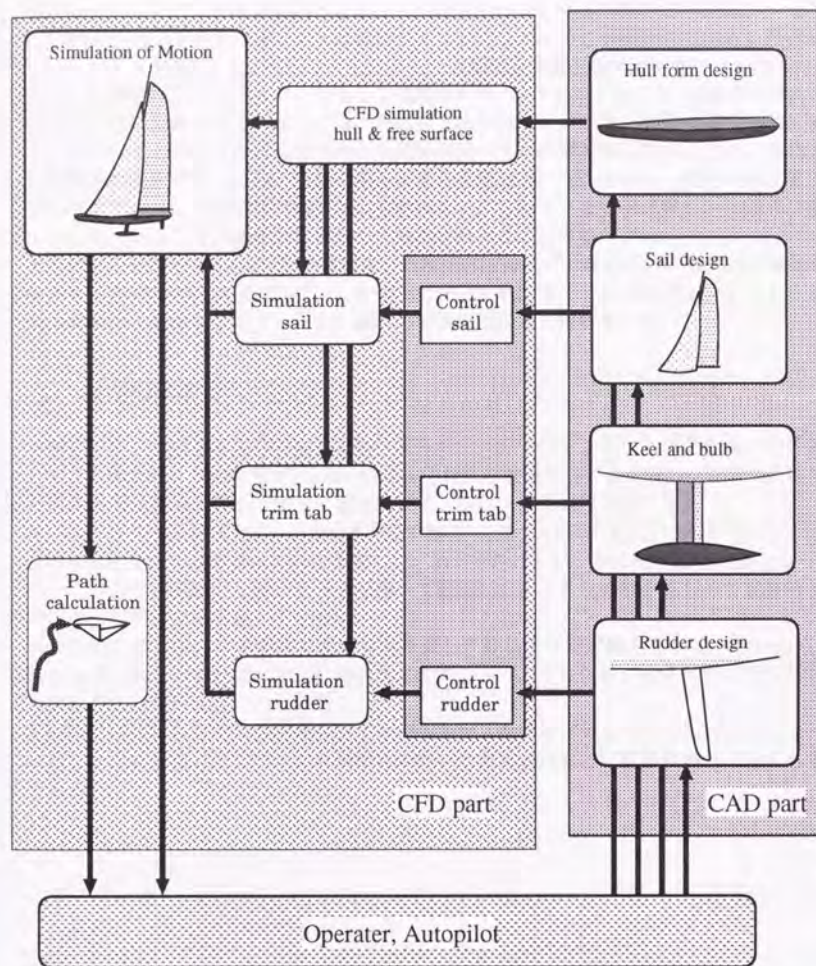 Simulation of Motion
CFD simulation
hull & free surface
Hull form design
Sail design
Simulation
sail
Control
sail
Keel and bulb
Simulation
trim tab
Control
trim tab
Path
calculation
Rudder design
Simulation
rudder
Control
rudder
CFD part
CAD part
Operater, Autopilot